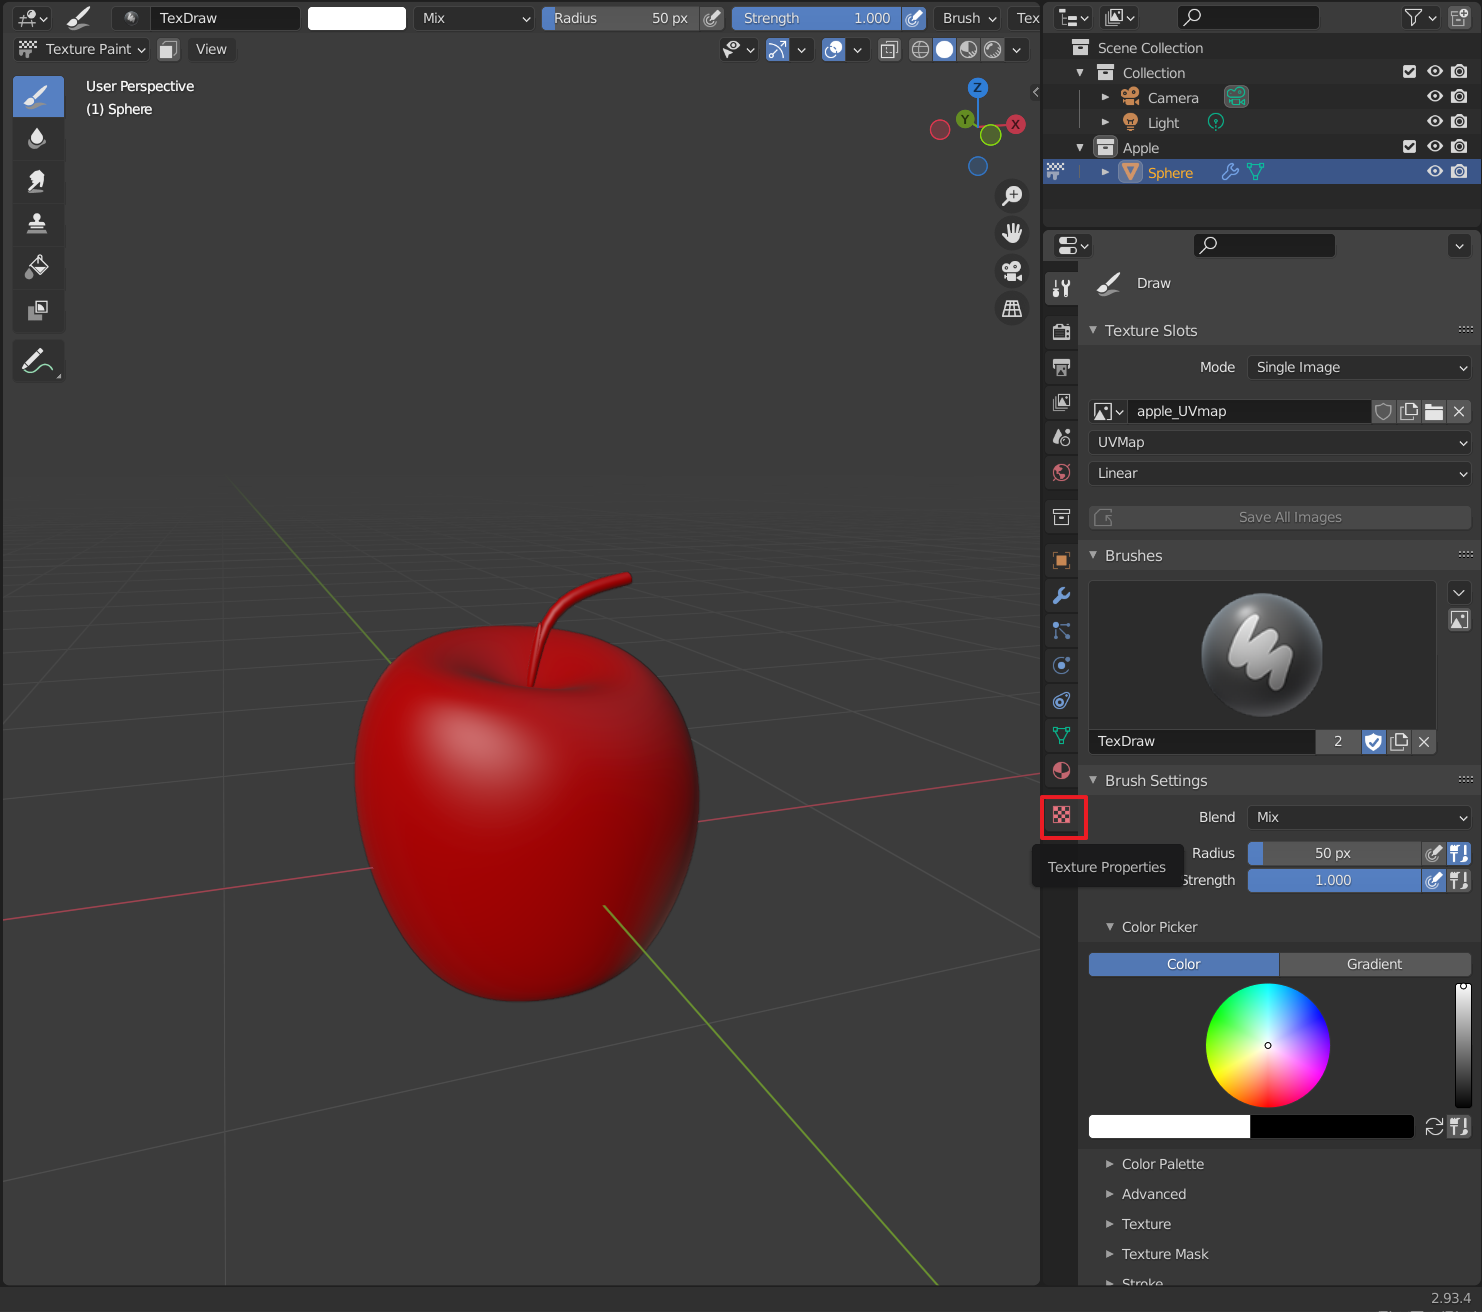 TexDraw Mix Radius 50 px Strength 1.000 Brush Tex
Texture Paint View
User Perspective
(1) Sphere
Z
Y
X
Scene Collection
Collection
Camera
Light
Apple
Sphere
Draw
Texture Slots
Mode Single Image
apple_UVmap
UVMap
Linear
Save All Images
Brushes
TexDraw 2
Brush Settings
Blend Mix
Radius 50 px
Texture Properties
Strength 1.000
Color Picker
Color Gradient
Color Palette
Advanced
Texture
Texture Mask
Stroke
2.93.4